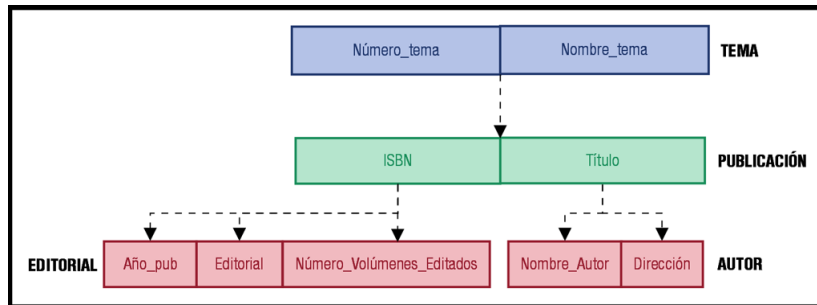 Número_tema Nombre_tema TEMA
ISBN Título PUBLICACIÓN
EDITORIAL Año_pub Editorial Número_Volúmenes_Editados Nombre_Autor Dirección AUTOR